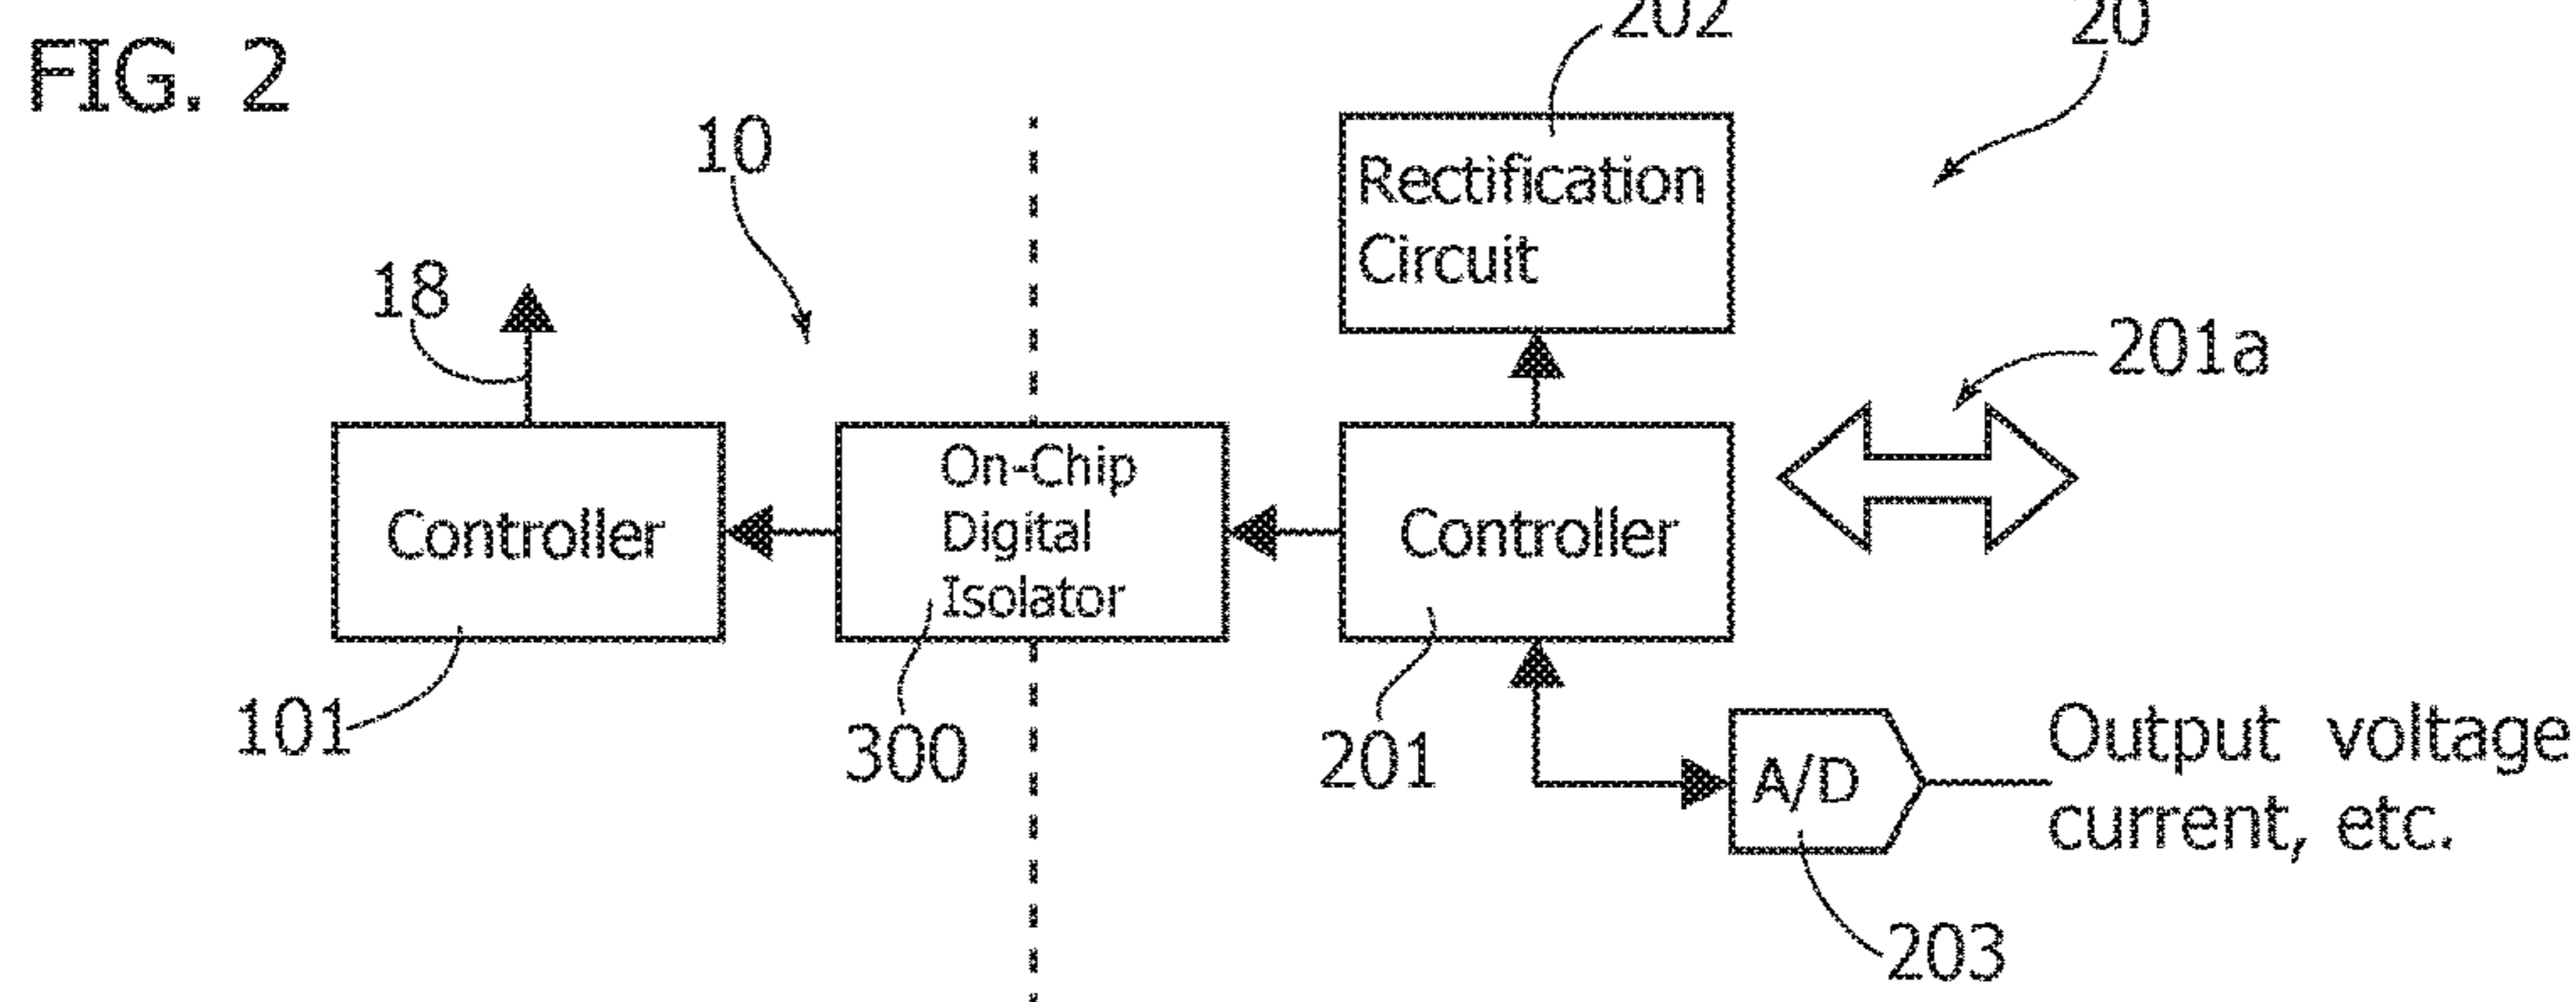 FIG. 2
202
20
10
Rectification
Circuit
18
201a
Controller
On-Chip
Digital
Isolator
Controller
101
300
201
A/D
Output voltage
current, etc.
203